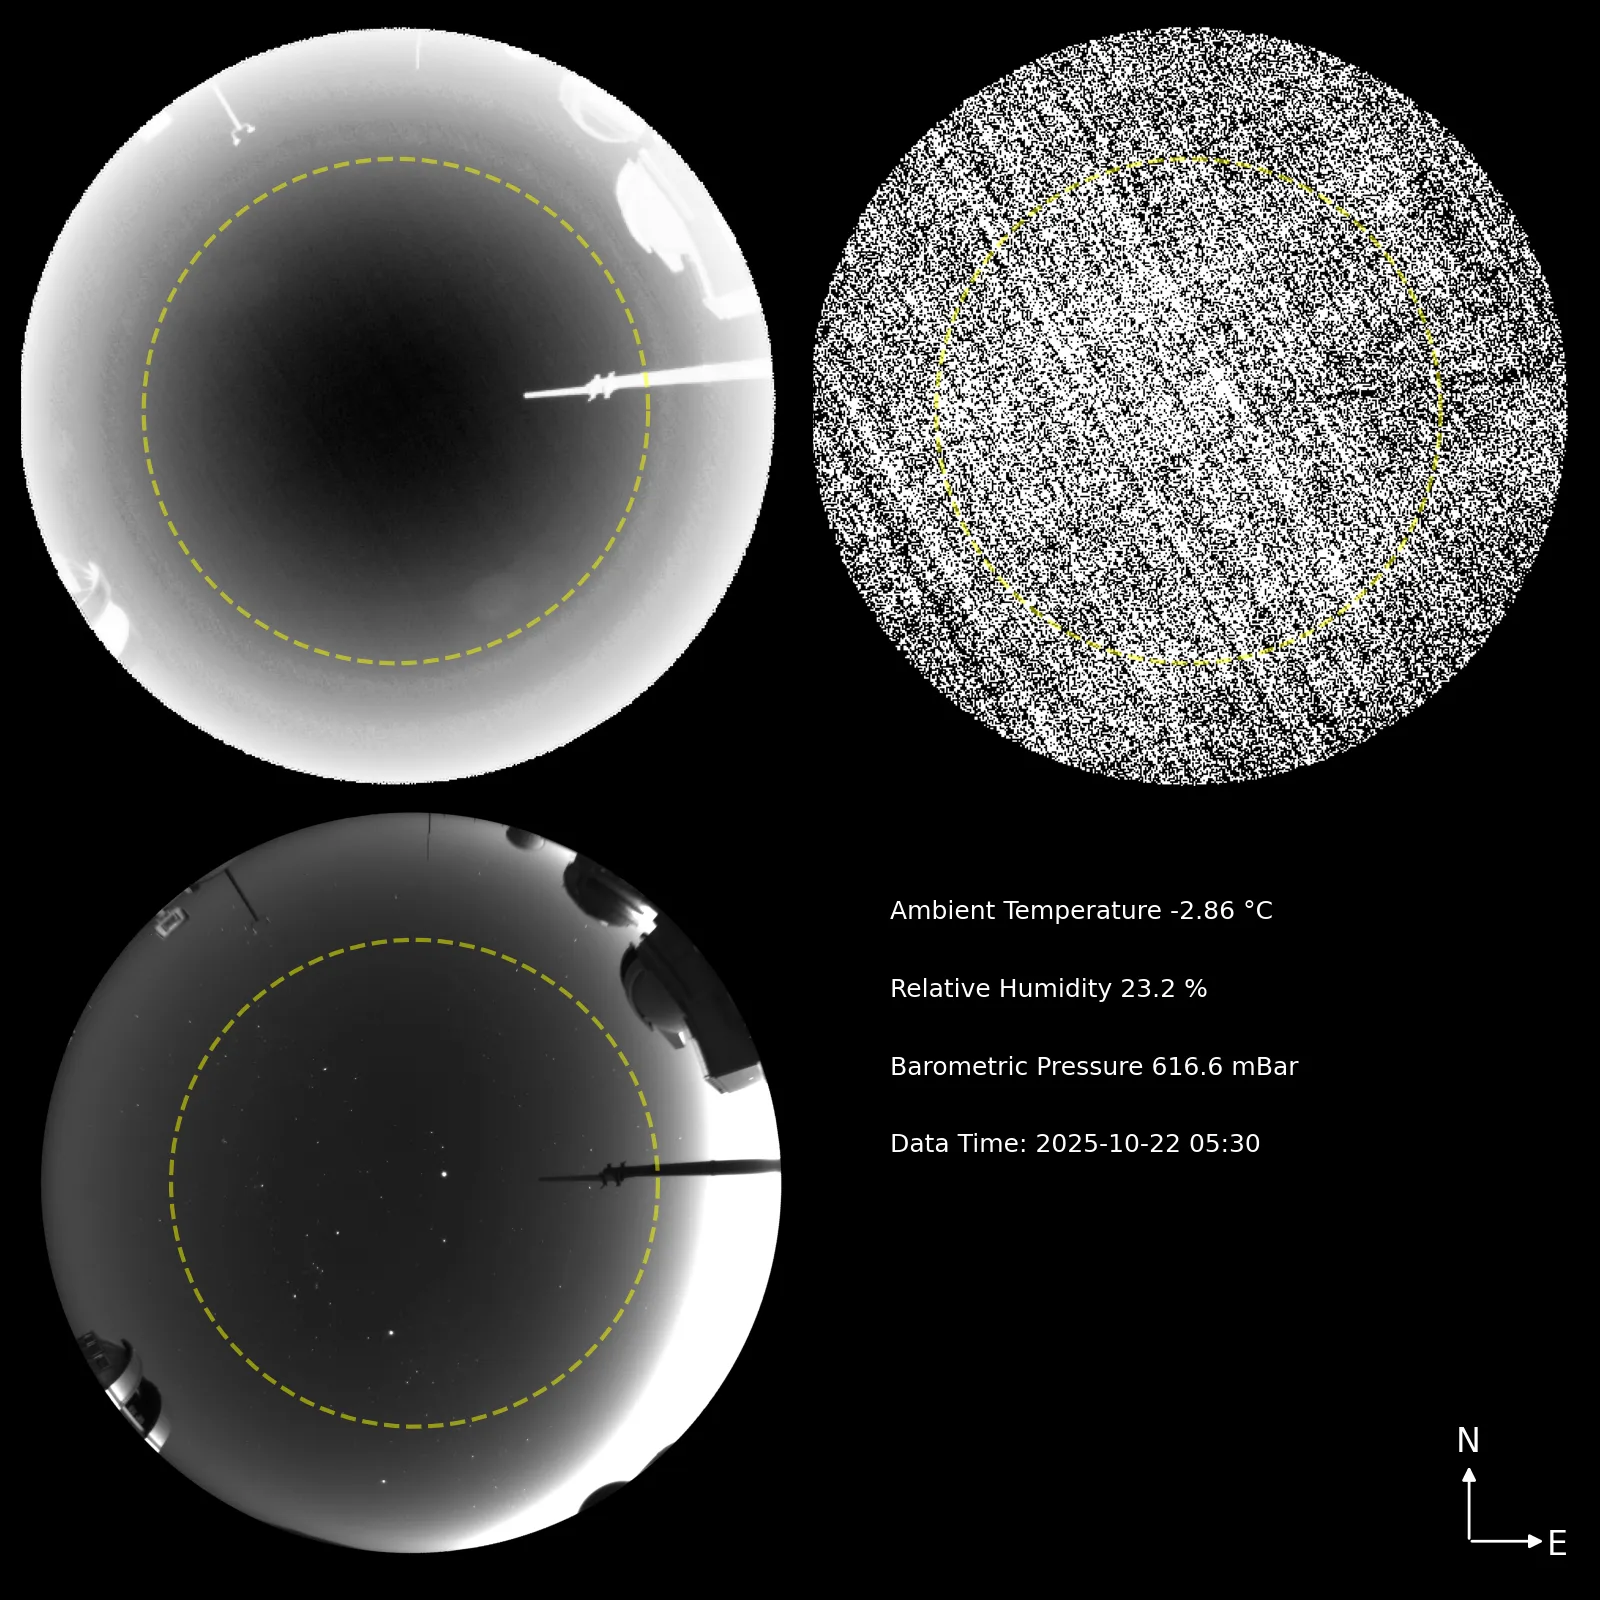 Ambient Temperature -2.86 °C
Relative Humidity 23.2 %
Barometric Pressure 616.6 mBar
Data Time: 2025-10-22 05:30
N
E